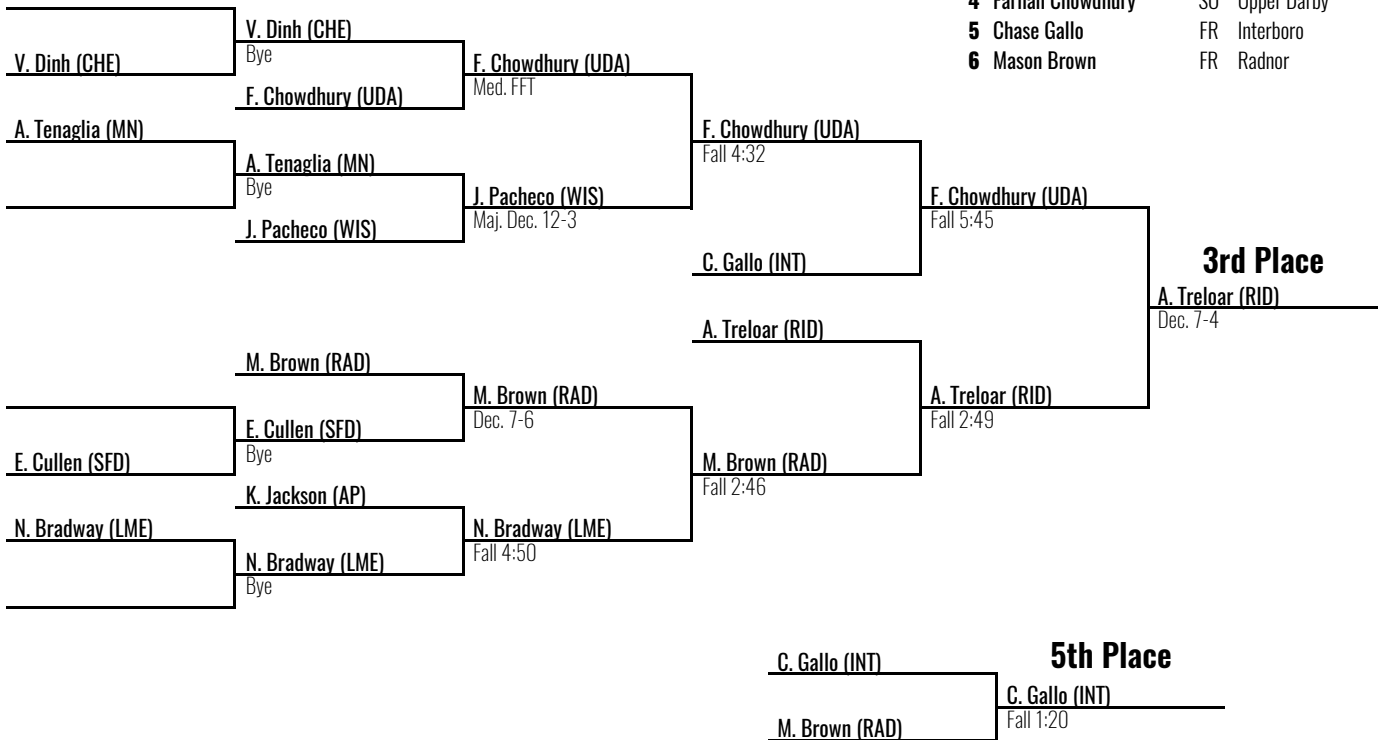 4 Farhan Chowdhury SO Upper Darby
V. Dinh (CHE)
5 Chase Gallo FR Interboro
Bye
V. Dinh (CHE)
F. Chowdhury (UDA)
6 Mason Brown FR Radnor
Med. FFT
F. Chowdhury (UDA)
A. Tenaglia (MN)
F. Chowdhury (UDA)
Fall 4:32
A. Tenaglia (MN)
Bye
J. Pacheco (WIS)
F. Chowdhury (UDA)
Maj. Dec. 12-3
Fall 5:45
J. Pacheco (WIS)
C. Gallo (INT)
3rd Place
A. Treloar (RID)
Dec. 7-4
A. Treloar (RID)
M. Brown (RAD)
M. Brown (RAD)
A. Treloar (RID)
Dec. 7-6
Fall 2:49
E. Cullen (SFD)
Bye
E. Cullen (SFD)
M. Brown (RAD)
Fall 2:46
K. Jackson (AP)
N. Bradway (LME)
N. Bradway (LME)
Fall 4:50
N. Bradway (LME)
Bye
5th Place
C. Gallo (INT)
C. Gallo (INT)
Fall 1:20
M. Brown (RAD)